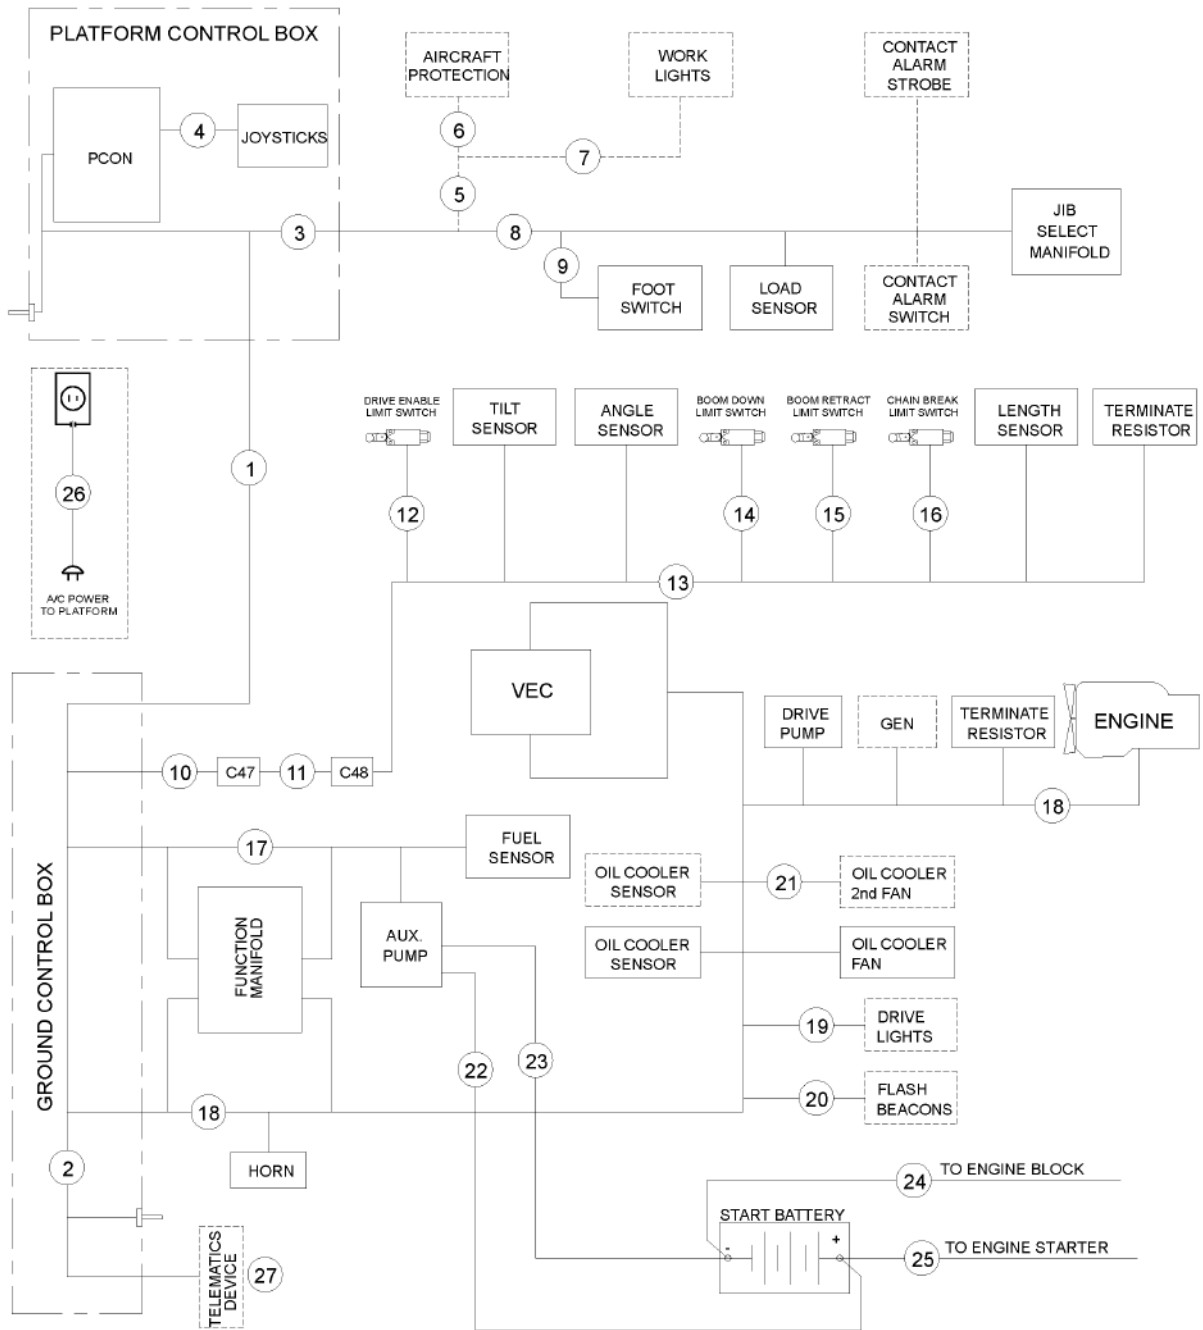 PLATFORM CONTROL BOX
PCON
4
JOYSTICKS
3
AIRCRAFT
PROTECTION
6
5
WORK
LIGHTS
7
CONTACT
ALARM
STROBE
8
9
FOOT
SWITCH
LOAD
SENSOR
CONTACT
ALARM
SWITCH
JIB
SELECT
MANIFOLD
26
A/C POWER
TO PLATFORM
1
DRIVE ENABLE
LIMIT SWITCH
12
TILT
SENSOR
ANGLE
SENSOR
BOOM DOWN
LIMIT SWITCH
14
BOOM RETRACT
LIMIT SWITCH
15
CHAIN BREAK
LIMIT SWITCH
16
LENGTH
SENSOR
TERMINATE
RESISTOR
13
VEC
DRIVE
PUMP
GEN
TERMINATE
RESISTOR
ENGINE
18
GROUND CONTROL BOX
10
C47
11
C48
17
FUEL
SENSOR
FUNCTION
MANIFOLD
AUX.
PUMP
OIL COOLER
SENSOR
21
OIL COOLER
2nd FAN
OIL COOLER
SENSOR
OIL COOLER
FAN
19
DRIVE
LIGHTS
20
FLASH
BEACONS
22
23
18
HORN
2
TELEMATICS
DEVICE
27
24
TO ENGINE BLOCK
START BATTERY
-
+
25
TO ENGINE STARTER